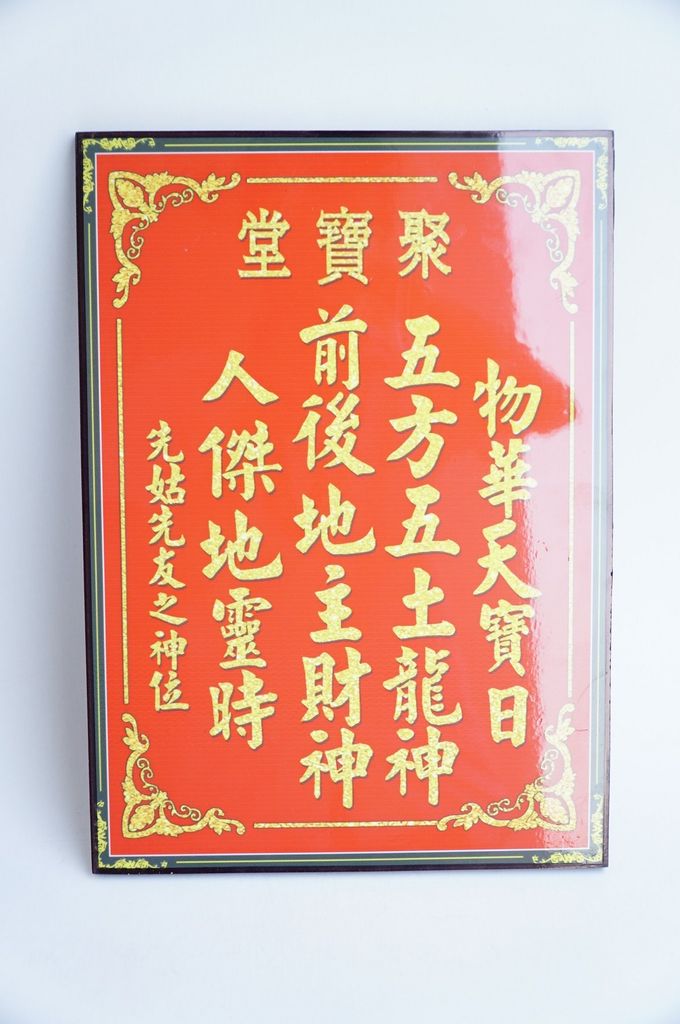 聚寶堂
物華天寶日
五方五土龍神
前後地主財神
人傑地靈時
先姑先友之神位